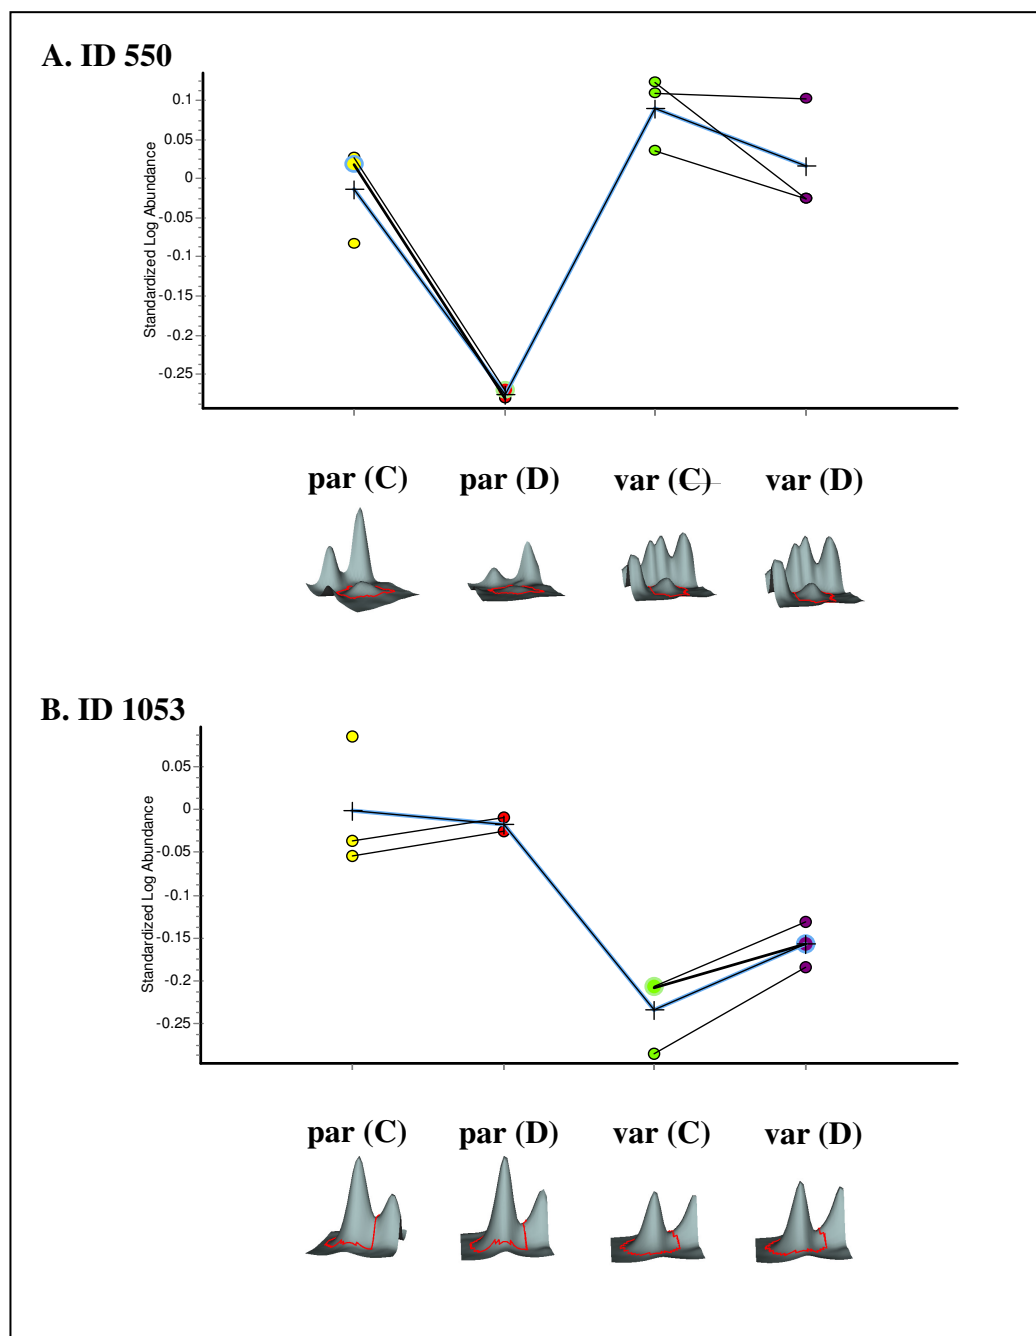 A. ID 550
Standardized Log Abundance
0.1
0.05
0
-0.05
-0.1
-0.15
-0.2
-0.25
par (C) par (D) var (C) var (D)
B. ID 1053
Standardized Log Abundance
0.05
0
-0.05
-0.1
-0.15
-0.2
-0.25
par (C) par (D) var (C) var (D)